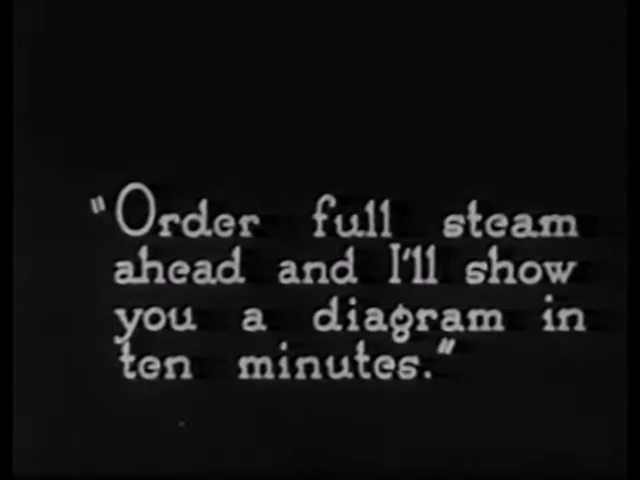 "Order full steam
ahead and I'll show
you a diagram in
ten minutes."